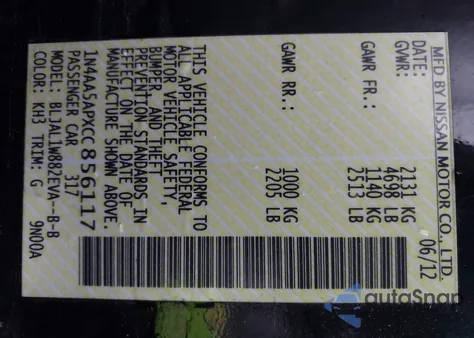 MFD BY NISSAN MOTOR CO., LTD.
DATE: 06/12
GVWR: 2131 KG
4698 LB
GAWR FR.: 1140 KG
2513 LB
GAWR RR.: 1000 KG
2205 LB
THIS VEHICLE CONFORMS TO
ALL APPLICABLE FEDERAL
MOTOR VEHICLE SAFETY,
BUMPER, AND THEFT
PREVENTION STANDARDS IN
EFFECT ON THE DATE OF
MANUFACTURE SHOWN ABOVE.
1N4AA5APXCC856117
PASSENGER CAR 317
MODEL: BLJALJW882EVA--B-B
COLOR: KH3 TRIM: G 9N00A
autoSnap